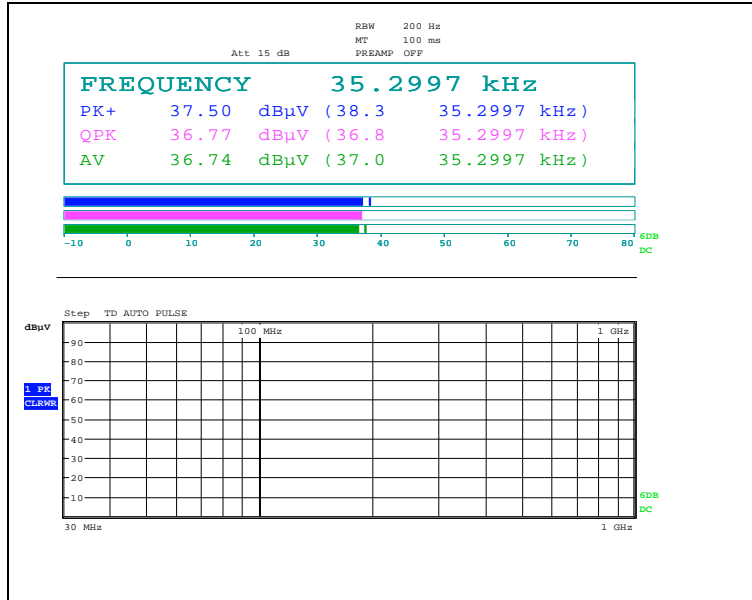 RBW 200 Hz
MT 100 ms
Att 15 dB PREAMP OFF
FREQUENCY 35.2997 kHz
PK+ 37.50 dBµV (38.3 35.2997 kHz)
QPK 36.77 dBµV (36.8 35.2997 kHz)
AV 36.74 dBµV (37.0 35.2997 kHz)
-10 0 10 20 30 40 50 60 70 80
6DB
DC
Step TD AUTO PULSE
dBµV
100 MHz 1 GHz
90
80
70
1 PK
CLRWR
60
50
40
30
20
10
6DB
DC
30 MHz 1 GHz